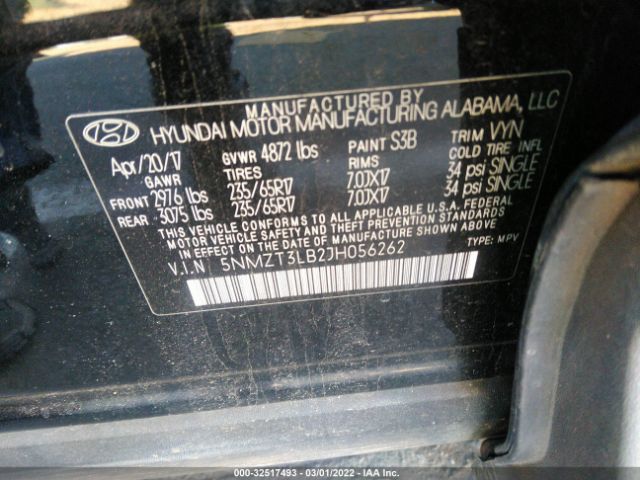 MANUFACTURED BY
HYUNDAI MOTOR MANUFACTURING ALABAMA, LLC
Apr/20/17 GVWR 4872 lbs PAINT S3B TRIM VYN
GAWR TIRES RIMS COLD TIRE INFL
FRONT 2976 lbs 235/65R17 7.0JX17 34 psi SINGLE
REAR 3075 lbs 235/65R17 7.0JX17 34 psi SINGLE
THIS VEHICLE CONFORMS TO ALL APPLICABLE U.S.A. FEDERAL
MOTOR VEHICLE SAFETY AND THEFT PREVENTION STANDARDS
IN EFFECT ON THE DATE OF MANUFACTURE SHOWN ABOVE.
V.I.N 5NMZT3LB2JH056262 TYPE: MPV
000-32517493 - 03/01/2022 - IAA Inc.